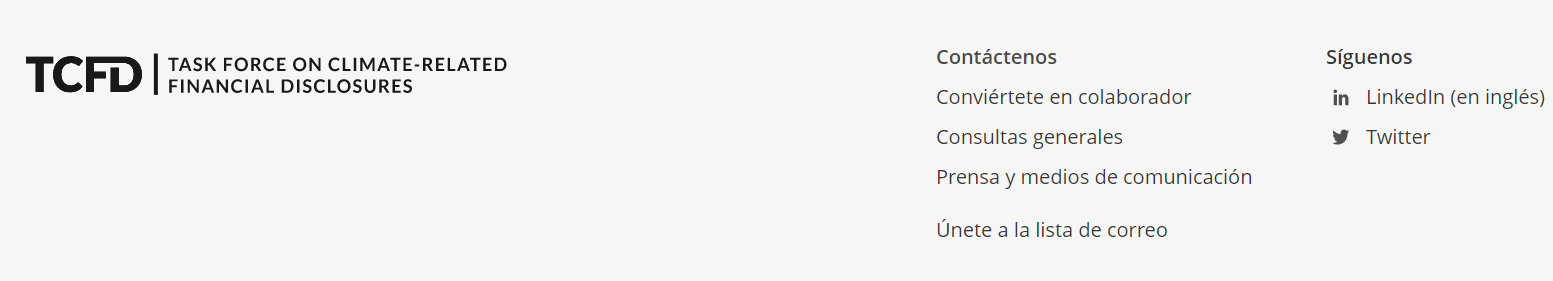 TCFD
TASK FORCE ON CLIMATE-RELATED
FINANCIAL DISCLOSURES
Contáctenos
Conviértete en colaborador
Consultas generales
Prensa y medios de comunicación
Únete a la lista de correo
Síguenos
LinkedIn (en inglés)
Twitter